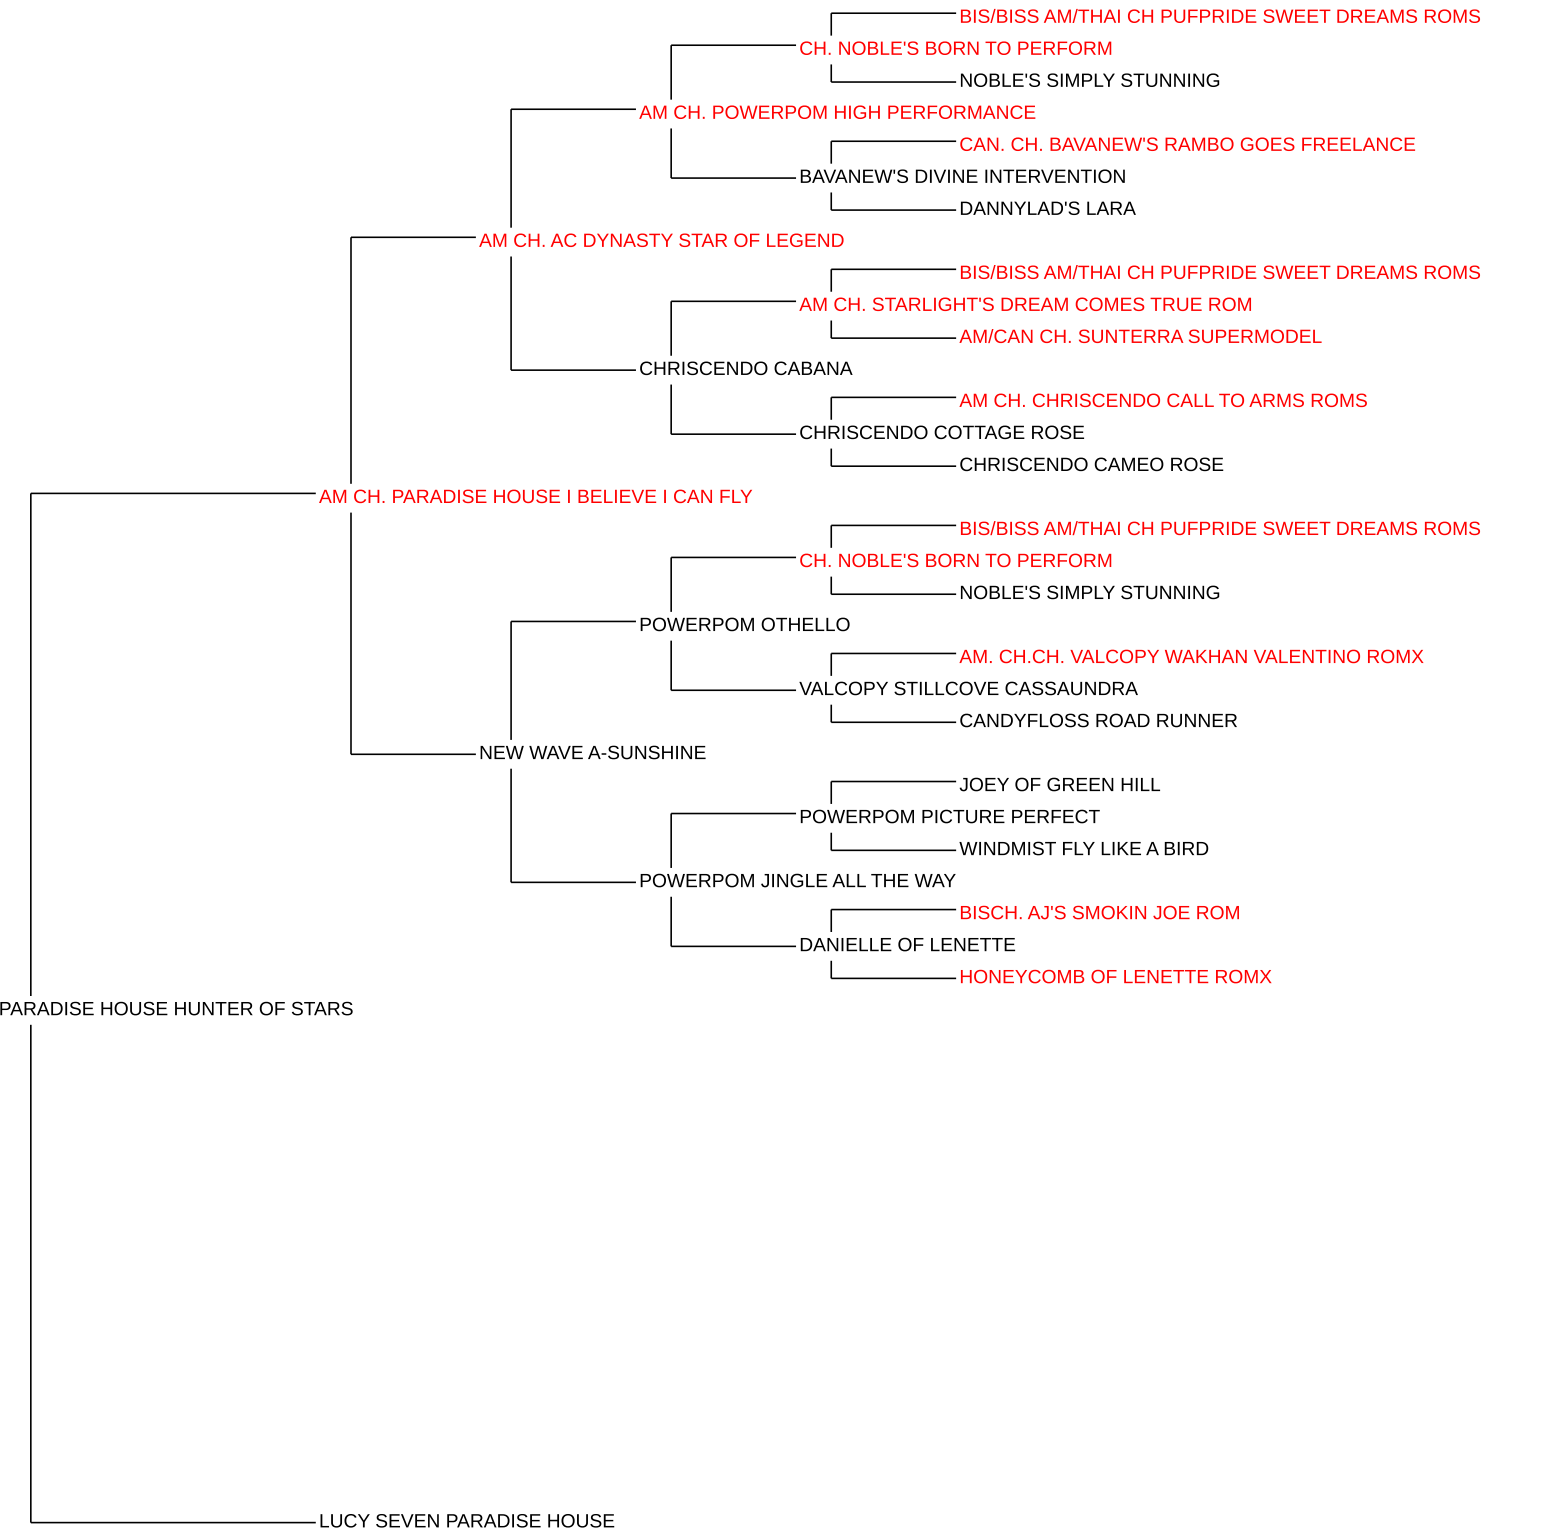 BIS/BISS AM/THAI CH PUFPRIDE SWEET DREAMS ROMS
CH. NOBLE'S BORN TO PERFORM
NOBLE'S SIMPLY STUNNING
AM CH. POWERPOM HIGH PERFORMANCE
CAN. CH. BAVANEW'S RAMBO GOES FREELANCE
BAVANEW'S DIVINE INTERVENTION
DANNYLAD'S LARA
AM CH. AC DYNASTY STAR OF LEGEND
BIS/BISS AM/THAI CH PUFPRIDE SWEET DREAMS ROMS
AM CH. STARLIGHT'S DREAM COMES TRUE ROM
AM/CAN CH. SUNTERRA SUPERMODEL
CHRISCENDO CABANA
AM CH. CHRISCENDO CALL TO ARMS ROMS
CHRISCENDO COTTAGE ROSE
CHRISCENDO CAMEO ROSE
AM CH. PARADISE HOUSE I BELIEVE I CAN FLY
BIS/BISS AM/THAI CH PUFPRIDE SWEET DREAMS ROMS
CH. NOBLE'S BORN TO PERFORM
NOBLE'S SIMPLY STUNNING
POWERPOM OTHELLO
AM. CH.CH. VALCOPY WAKHAN VALENTINO ROMX
VALCOPY STILLCOVE CASSAUNDRA
CANDYFLOSS ROAD RUNNER
NEW WAVE A-SUNSHINE
JOEY OF GREEN HILL
POWERPOM PICTURE PERFECT
WINDMIST FLY LIKE A BIRD
POWERPOM JINGLE ALL THE WAY
BISCH. AJ'S SMOKIN JOE ROM
DANIELLE OF LENETTE
HONEYCOMB OF LENETTE ROMX
PARADISE HOUSE HUNTER OF STARS
LUCY SEVEN PARADISE HOUSE